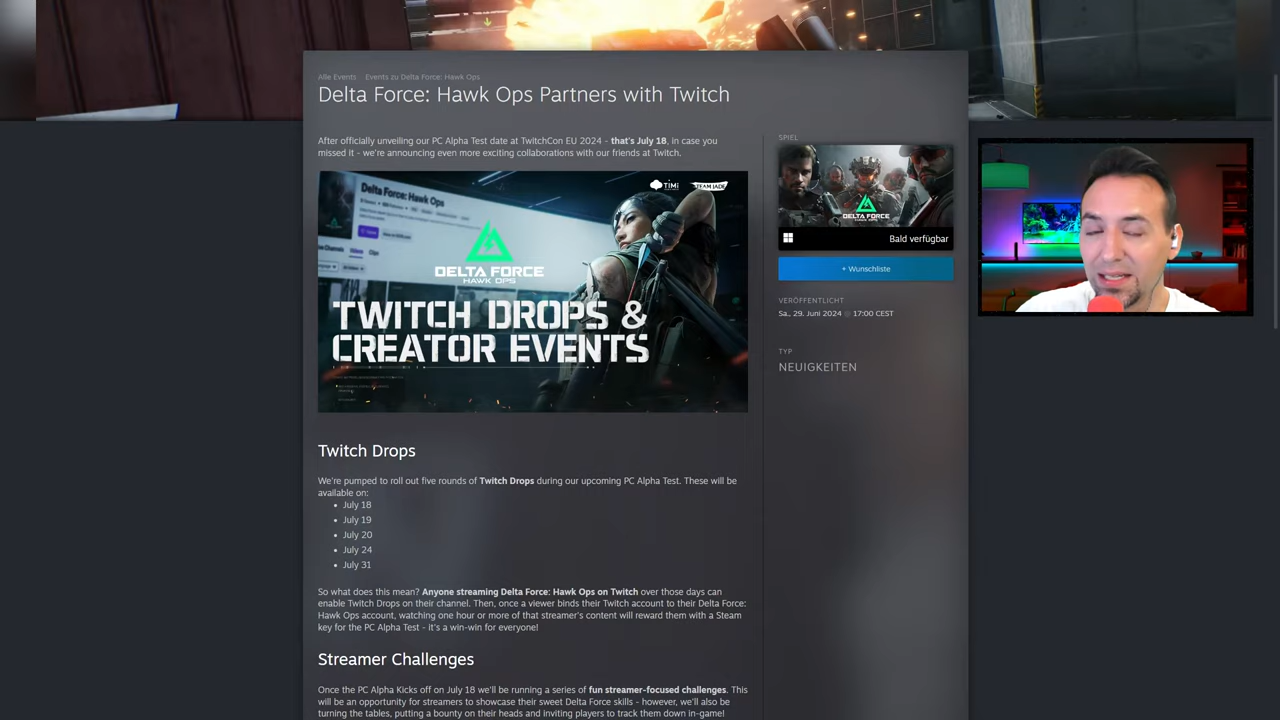 Alle Events Events zu Delta Force: Hawk Ops
Delta Force: Hawk Ops Partners with Twitch
After officially unveiling our PC Alpha Test date at TwitchCon EU 2024 - that's July 18, in case you
missed it - we're announcing even more exciting collaborations with our friends at Twitch.
TiMi TEAM JADE
Delta Force: Hawk Ops
DELTA FORCE
HAWK OPS
TWITCH DROPS &
CREATOR EVENTS
SPIEL
DELTA FORCE
HAWK OPS
Bald verfügbar
+ Wunschliste
VERÖFFENTLICHT
Sa., 29. Juni 2024 @ 17:00 CEST
TYP
NEUIGKEITEN
Twitch Drops
We're pumped to roll out five rounds of Twitch Drops during our upcoming PC Alpha Test. These will be
available on:
• July 18
• July 19
• July 20
• July 24
• July 31
So what does this mean? Anyone streaming Delta Force: Hawk Ops on Twitch over those days can
enable Twitch Drops on their channel. Then, once a viewer binds their Twitch account to their Delta Force:
Hawk Ops account, watching one hour or more of that streamer's content will reward them with a Steam
key for the PC Alpha Test - it's a win-win for everyone!
Streamer Challenges
Once the PC Alpha Kicks off on July 18 we'll be running a series of fun streamer-focused challenges. This
will be an opportunity for streamers to showcase their sweet Delta Force skills - however, we'll also be
turning the tables, putting a bounty on their heads and inviting players to track them down in-game!